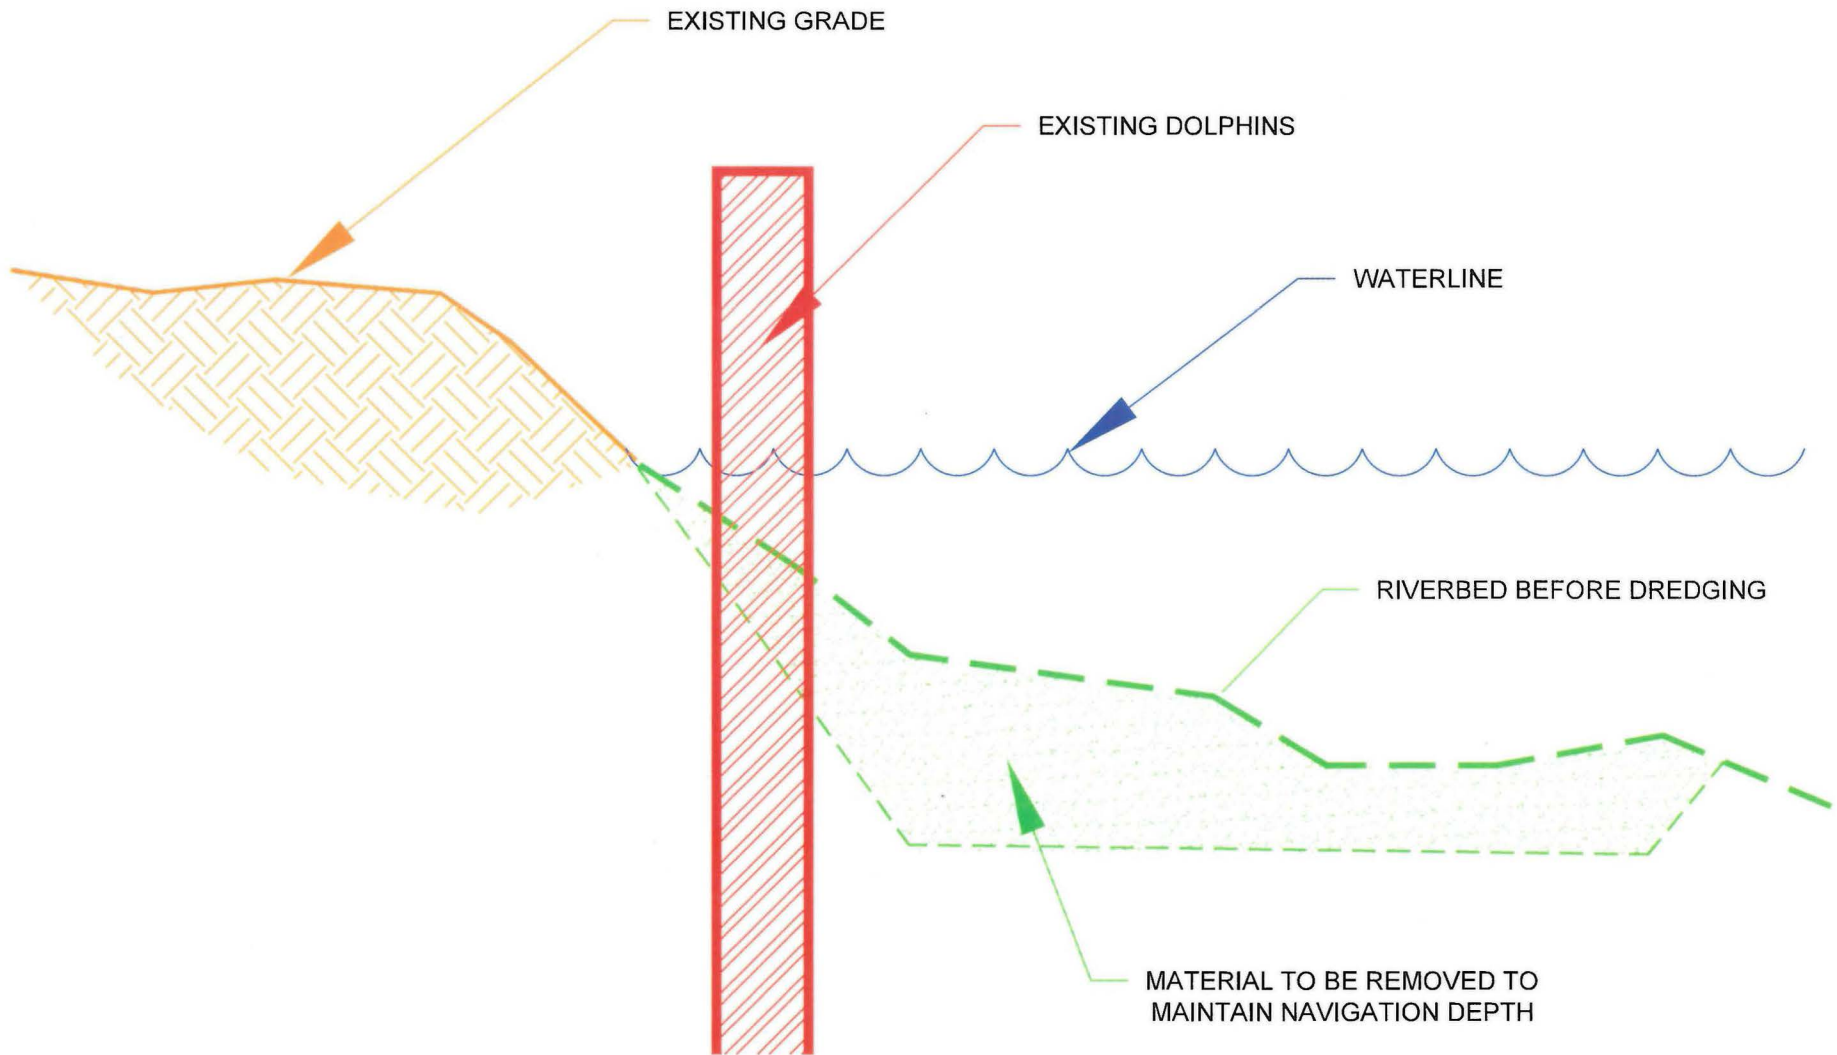 EXISTING GRADE
EXISTING DOLPHINS
WATERLINE
RIVERBED BEFORE DREDGING
MATERIAL TO BE REMOVED TO
MAINTAIN NAVIGATION DEPTH